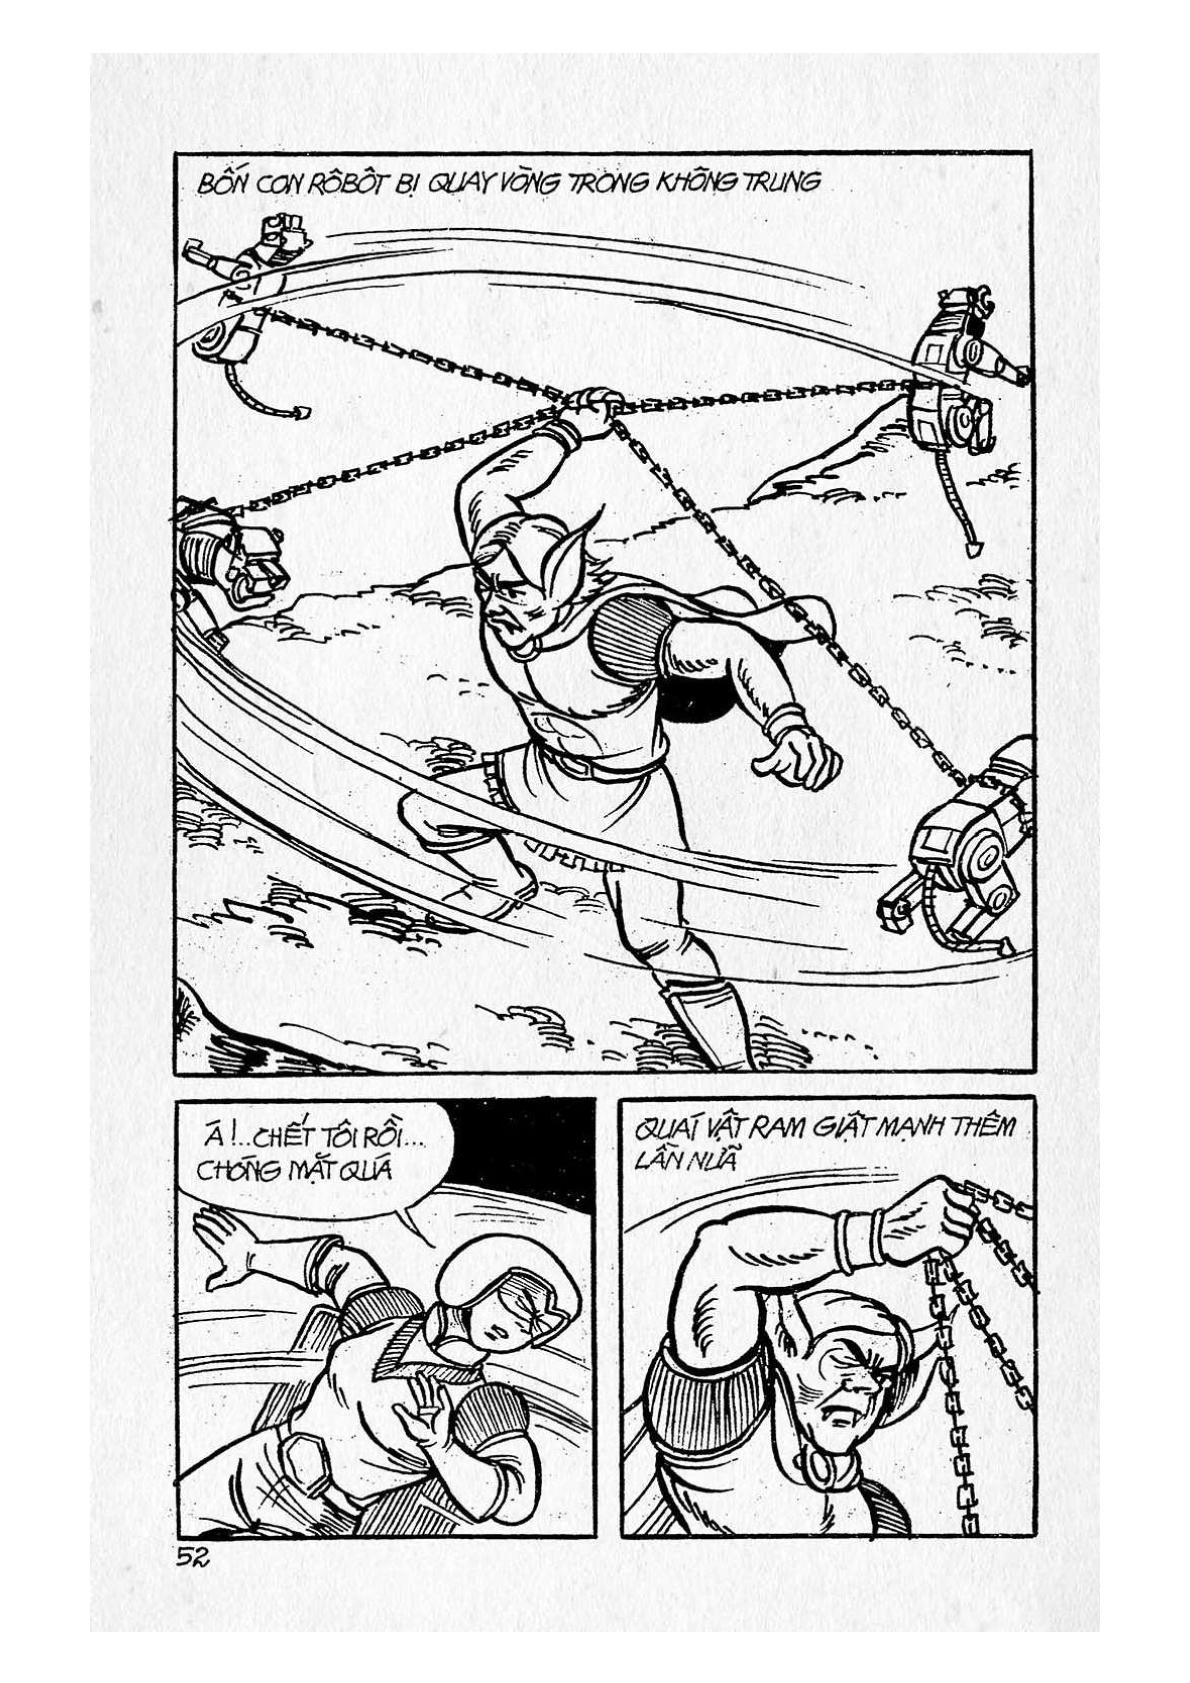 BỐN CON RÔBÔT BỊ QUAY VÒNG TRONG KHÔNG TRUNG
Á!..CHẾT TÔI RỒI...
CHÓNG MẶT QUÁ
QUÁI VẬT RAM GIẬT MẠNH THÊM
LẦN NỮA
52